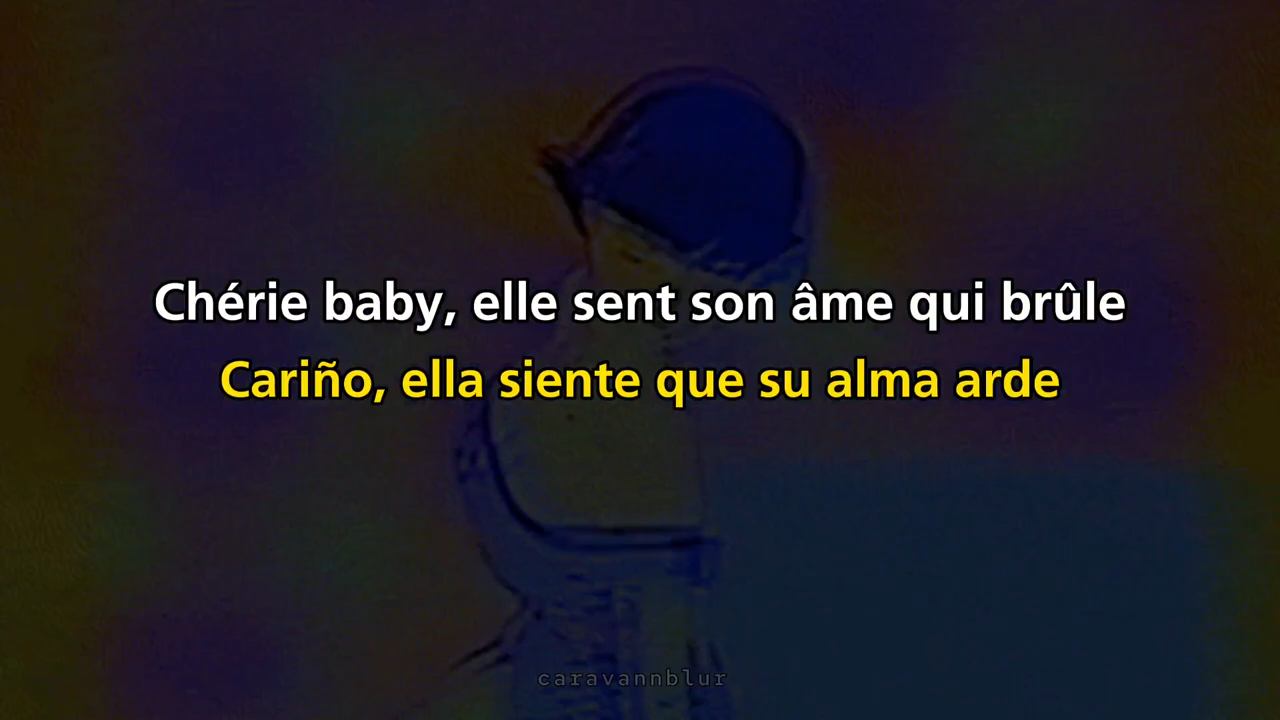 Chérie baby, elle sent son âme qui brûle
Cariño, ella siente que su alma arde
caravannblur